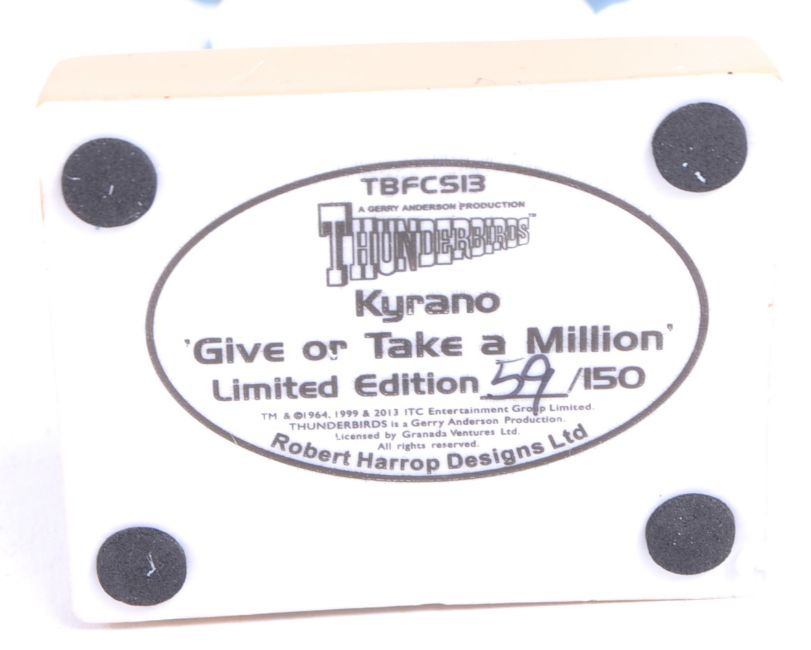 TBFCS13
A GERRY ANDERSON PRODUCTION
THUNDERBIRDS™
Kyrano
'Give or Take a Million'
Limited Edition 59/150
TM & ©1964, 1999 & 2013 ITC Entertainment Group Limited.
THUNDERBIRDS is a Gerry Anderson Production.
Licensed by Granada Ventures Ltd.
All rights reserved.
Robert Harrop Designs Ltd